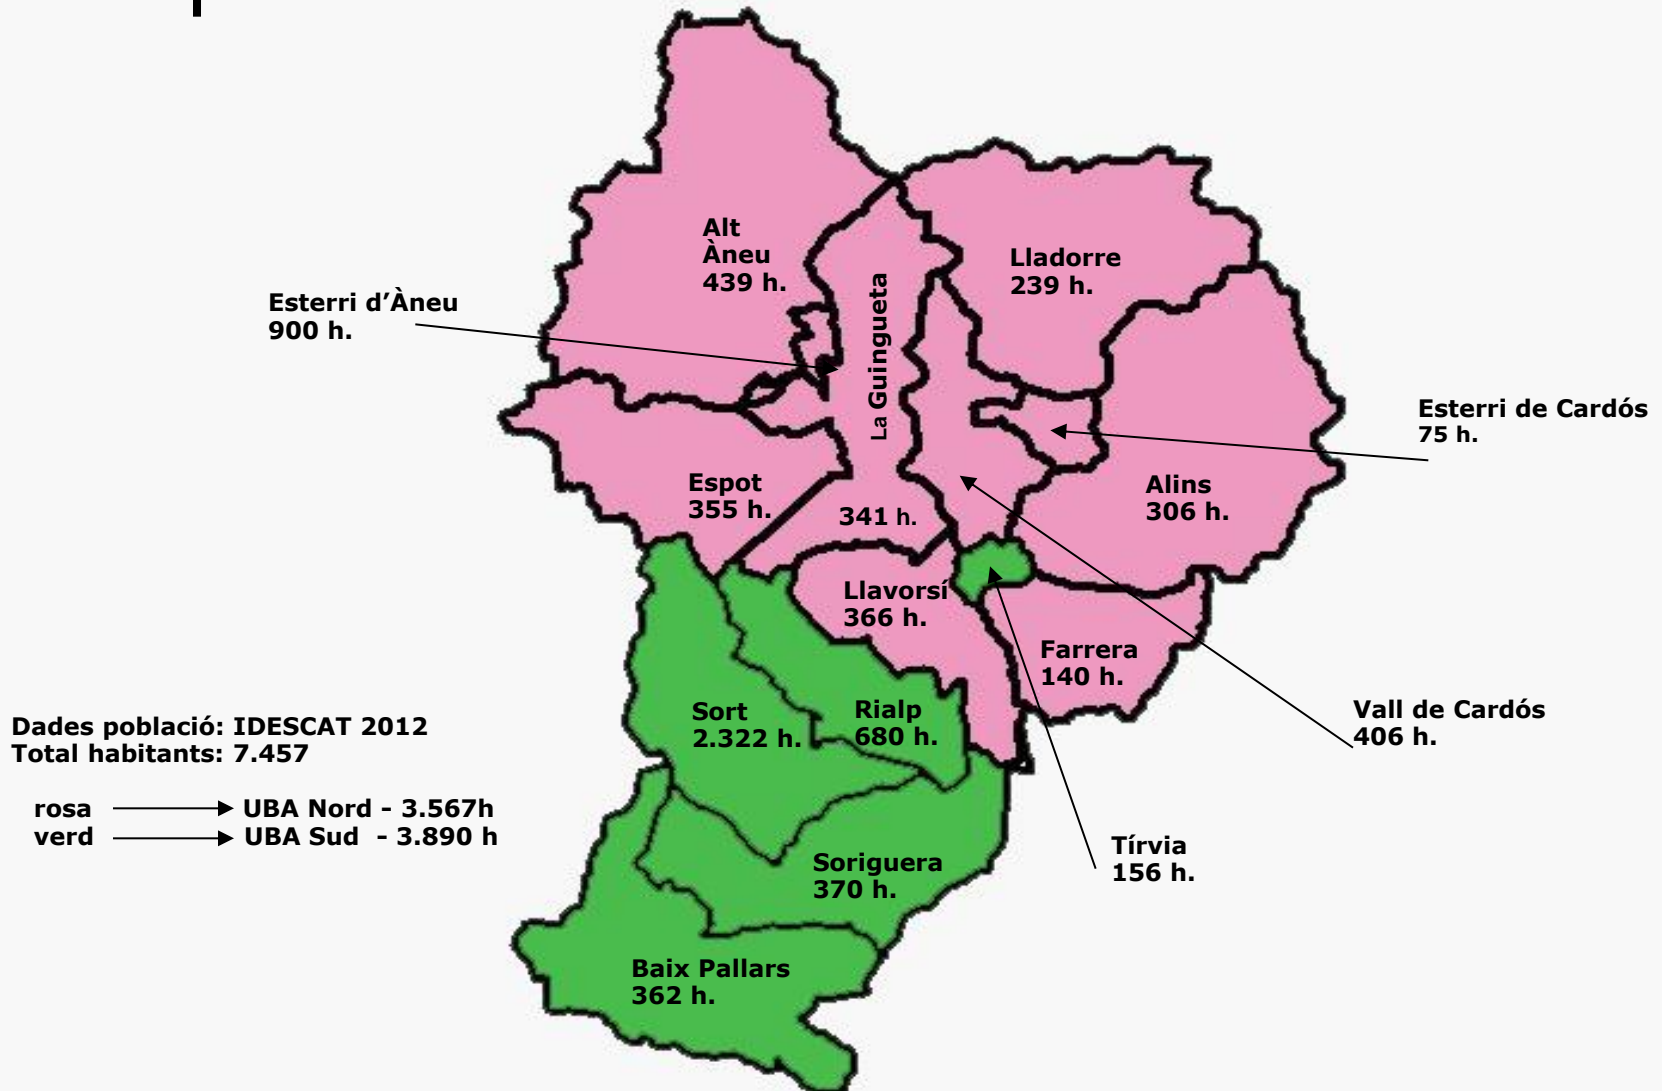 Alt
Àneu
439 h.
Lladorre
239 h.
Esterri d'Àneu
900 h.
La Guingueta
341 h.
Esterri de Cardós
75 h.
Espot
355 h.
Alins
306 h.
Llavorsí
366 h.
Farrera
140 h.
Vall de Cardós
406 h.
Sort
2.322 h.
Rialp
680 h.
Dades població: IDESCAT 2012
Total habitants: 7.457
rosa UBA Nord - 3.567h
verd UBA Sud - 3.890 h
Tírvia
156 h.
Soriguera
370 h.
Baix Pallars
362 h.